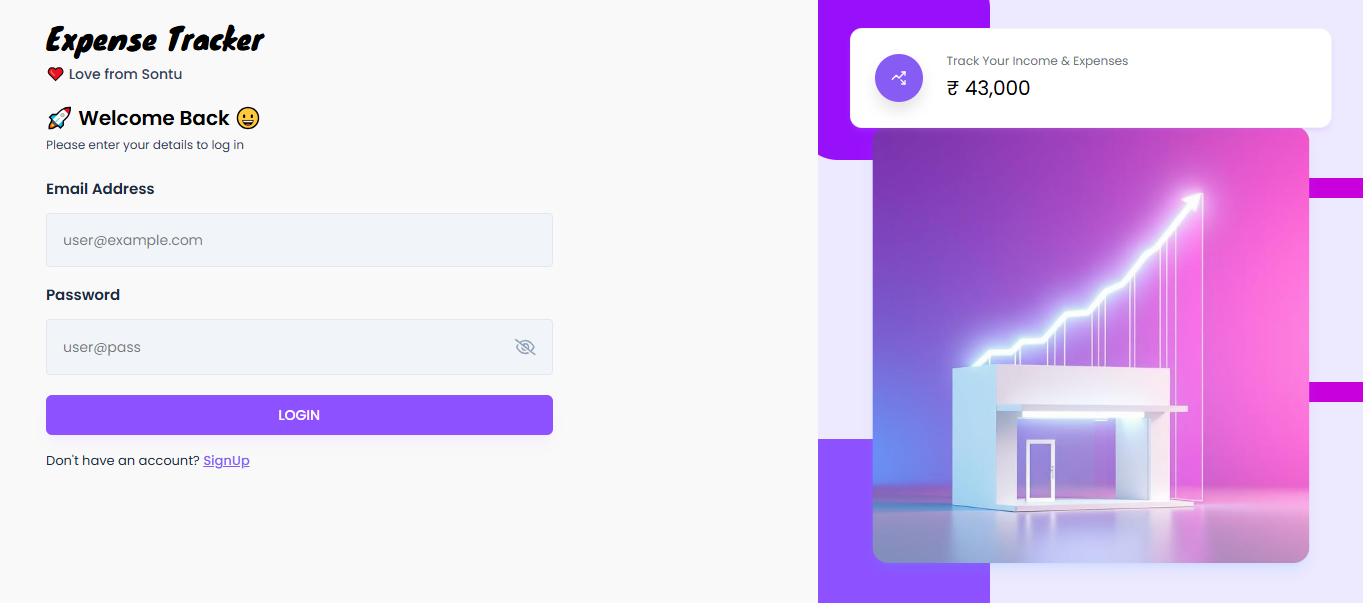 Expense Tracker
❤️ Love from Sontu
🚀 Welcome Back 😀
Please enter your details to log in
Email Address
user@example.com
Password
user@pass
LOGIN
Don't have an account? SignUp
Track Your Income & Expenses
₹ 43,000